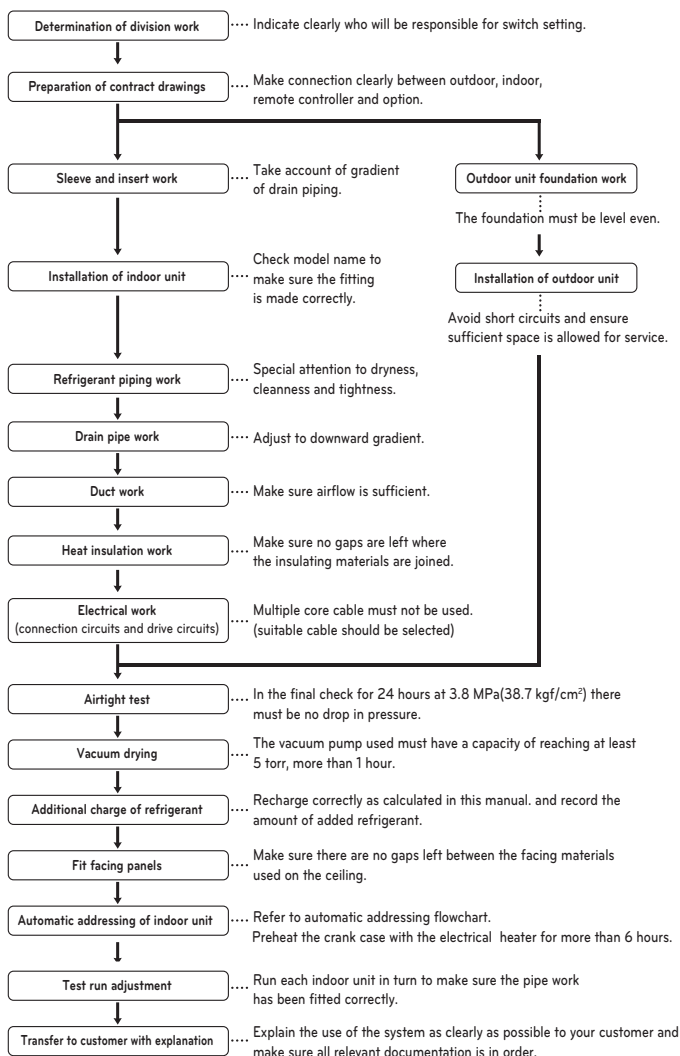 Determination of division work
Indicate clearly who will be responsible for switch setting.
Preparation of contract drawings
Make connection clearly between outdoor, indoor,
remote controller and option.
Sleeve and insert work
Take account of gradient
of drain piping.
Outdoor unit foundation work
The foundation must be level even.
Installation of indoor unit
Check model name to
make sure the fitting
is made correctly.
Installation of outdoor unit
Avoid short circuits and ensure
sufficient space is allowed for service.
Refrigerant piping work
Special attention to dryness,
cleanness and tightness.
Drain pipe work
Adjust to downward gradient.
Duct work
Make sure airflow is sufficient.
Heat insulation work
Make sure no gaps are left where
the insulating materials are joined.
Electrical work
(connection circuits and drive circuits)
Multiple core cable must not be used.
(suitable cable should be selected)
Airtight test
In the final check for 24 hours at 3.8 MPa(38.7 kgf/cm²) there
must be no drop in pressure.
Vacuum drying
The vacuum pump used must have a capacity of reaching at least
5 torr, more than 1 hour.
Additional charge of refrigerant
Recharge correctly as calculated in this manual. and record the
amount of added refrigerant.
Fit facing panels
Make sure there are no gaps left between the facing materials
used on the ceiling.
Automatic addressing of indoor unit
Refer to automatic addressing flowchart.
Preheat the crank case with the electrical heater for more than 6 hours.
Test run adjustment
Run each indoor unit in turn to make sure the pipe work
has been fitted correctly.
Transfer to customer with explanation
Explain the use of the system as clearly as possible to your customer and
make sure all relevant documentation is in order.